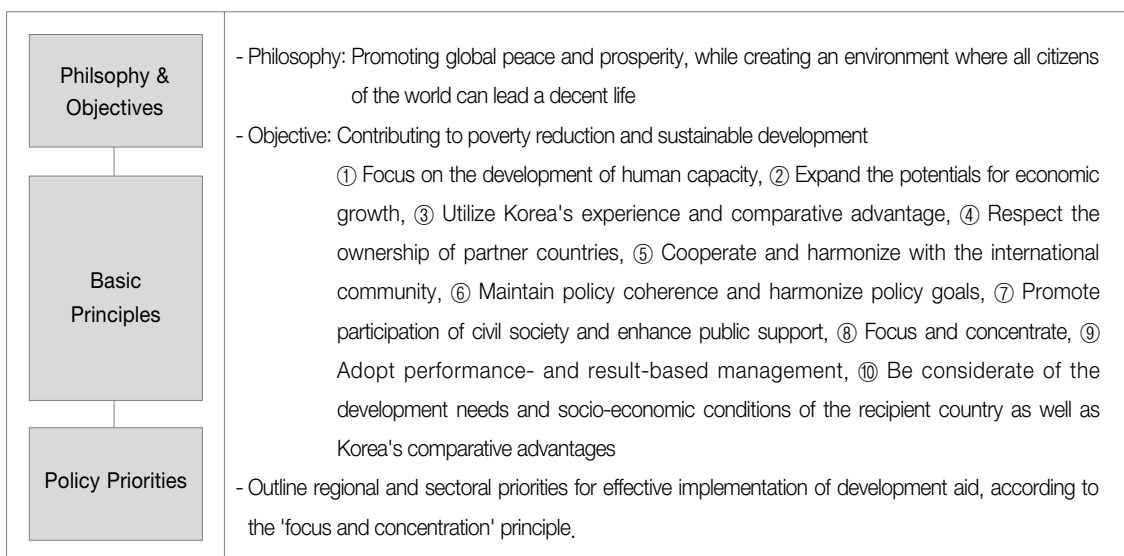 Philsophy &
Objectives
- Philosophy: Promoting global peace and prosperity, while creating an environment where all citizens
of the world can lead a decent life
- Objective: Contributing to poverty reduction and sustainable development
Basic
Principles
① Focus on the development of human capacity, ② Expand the potentials for economic
growth, ③ Utilize Korea's experience and comparative advantage, ④ Respect the
ownership of partner countries, ⑤ Cooperate and harmonize with the international
community, ⑥ Maintain policy coherence and harmonize policy goals, ⑦ Promote
participation of civil society and enhance public support, ⑧ Focus and concentrate, ⑨
Adopt performance- and result-based management, ⑩ Be considerate of the
development needs and socio-economic conditions of the recipient country as well as
Korea's comparative advantages
Policy Priorities
- Outline regional and sectoral priorities for effective implementation of development aid, according to
the 'focus and concentration' principle.